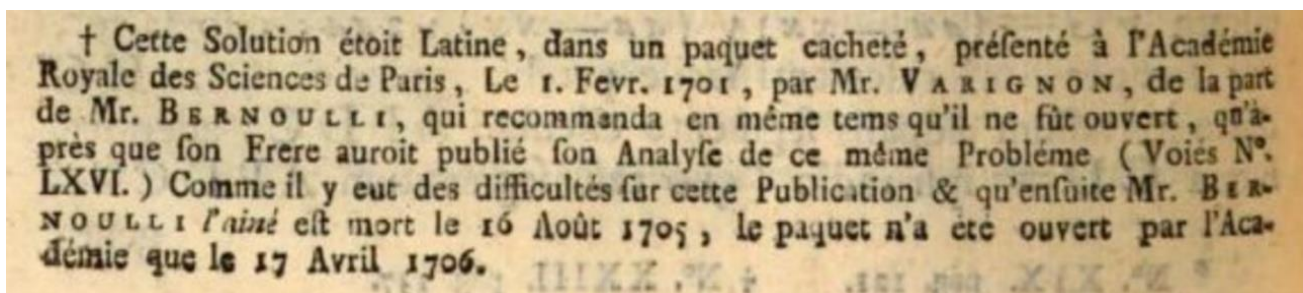 † Cette Solution étoit Latine, dans un paquet cacheté, préſenté à l'Académie
Royale des Sciences de Paris, Le 1. Fevr. 1701, par Mr. VARIGNON, de la part
de Mr. BERNOULLI, qui recommanda en même tems qu'il ne fût ouvert, qu'à-
près que ſon Frere auroit publié ſon Analyſe de ce même Probléme (Voiés N°.
LXVI.) Comme il y eut des difficultés ſur cette Publication & qu'enſuite Mr. BER-
NOULLI l'ainé eſt mort le 16 Août 1705, le paquet n'a été ouvert par l'Aca-
démie que le 17 Avril 1706.